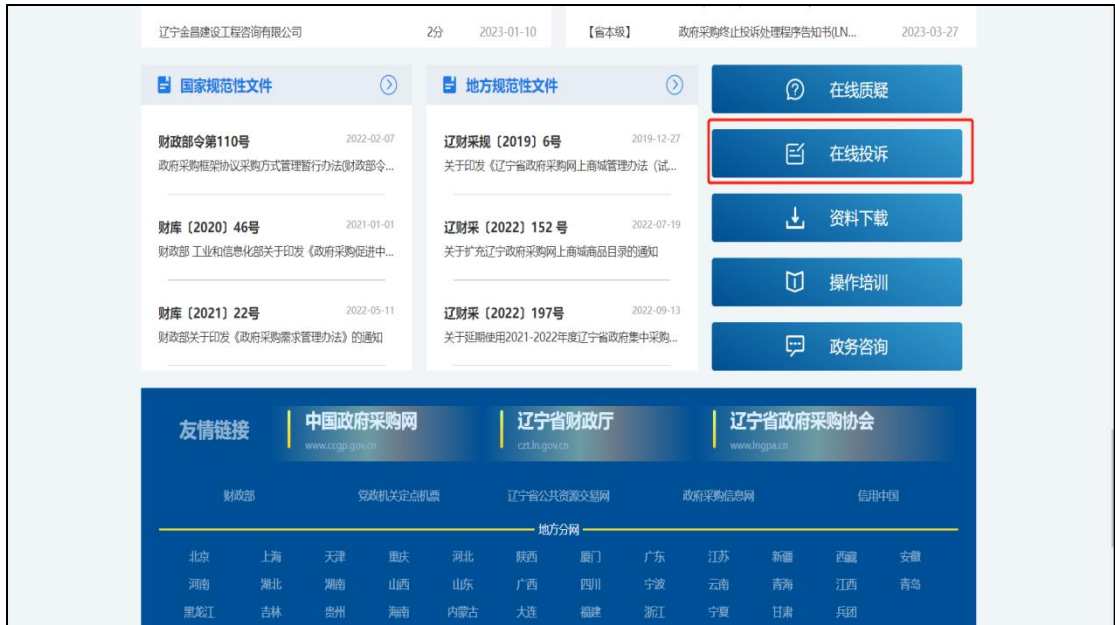 辽宁金昌建设工程咨询有限公司 2分 2023-01-10
【省本级】 政府采购终止投诉处理程序告知书(LN... 2023-03-27
国家规范性文件
财政部令第110号 2022-02-07
政府采购框架协议采购方式管理暂行办法(财政部令...
财库〔2020〕46号 2021-01-01
财政部 工业和信息化部关于印发《政府采购促进中...
财库〔2021〕22号 2022-05-11
财政部关于印发《政府采购需求管理办法》的通知
地方规范性文件
辽财采规〔2019〕6号 2019-12-27
关于印发《辽宁省政府采购网上商城管理办法（试...
辽财采〔2022〕152 号 2022-07-19
关于扩充辽宁政府采购网上商城商品目录的通知
辽财采〔2022〕197号 2022-09-13
关于延期使用2021-2022年度辽宁省政府集中采购...
在线质疑
在线投诉
资料下载
操作培训
政务咨询
友情链接
中国政府采购网
www.ccgp.gov.cn
辽宁省财政厅
czt.ln.gov.cn
辽宁省政府采购协会
www.lngpa.cn
财政部 党政机关定点机票 辽宁省公共资源交易网 政府采购信息网 信用中国
地方分网
北京 上海 天津 重庆 河北 陕西 厦门 广东 江苏 新疆 西藏 安徽
河南 湖北 湖南 山西 山东 广西 四川 宁波 云南 青海 江西 青岛
黑龙江 吉林 贵州 海南 内蒙古 大连 福建 浙江 宁夏 甘肃 兵团